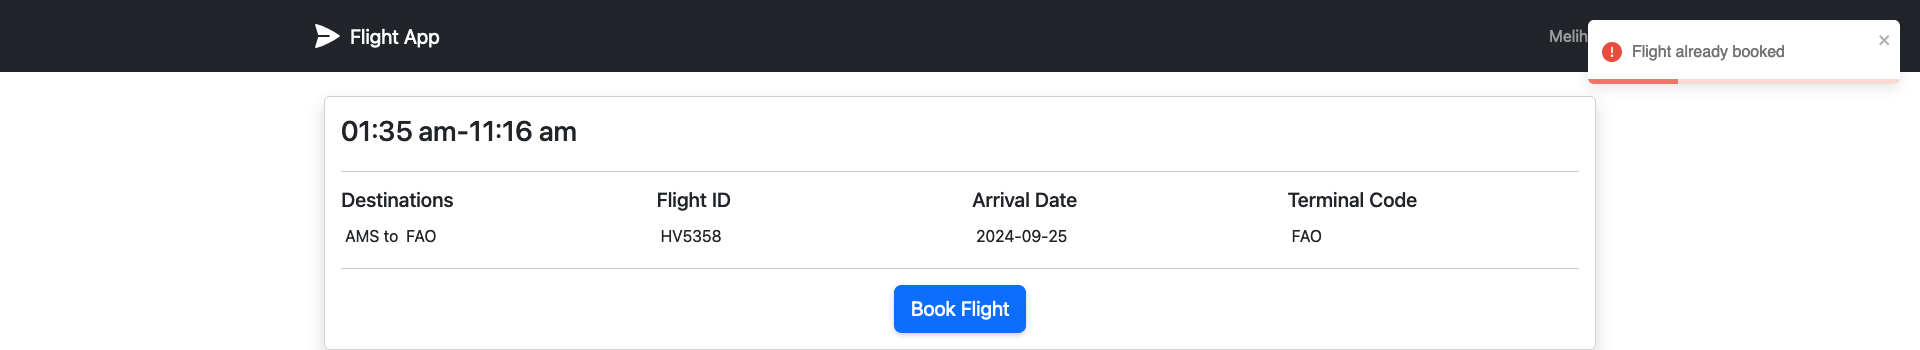 Flight App
Melih
Flight already booked
01:35 am-11:16 am
Destinations Flight ID Arrival Date Terminal Code
AMS to FAO HV5358 2024-09-25 FAO
Book Flight